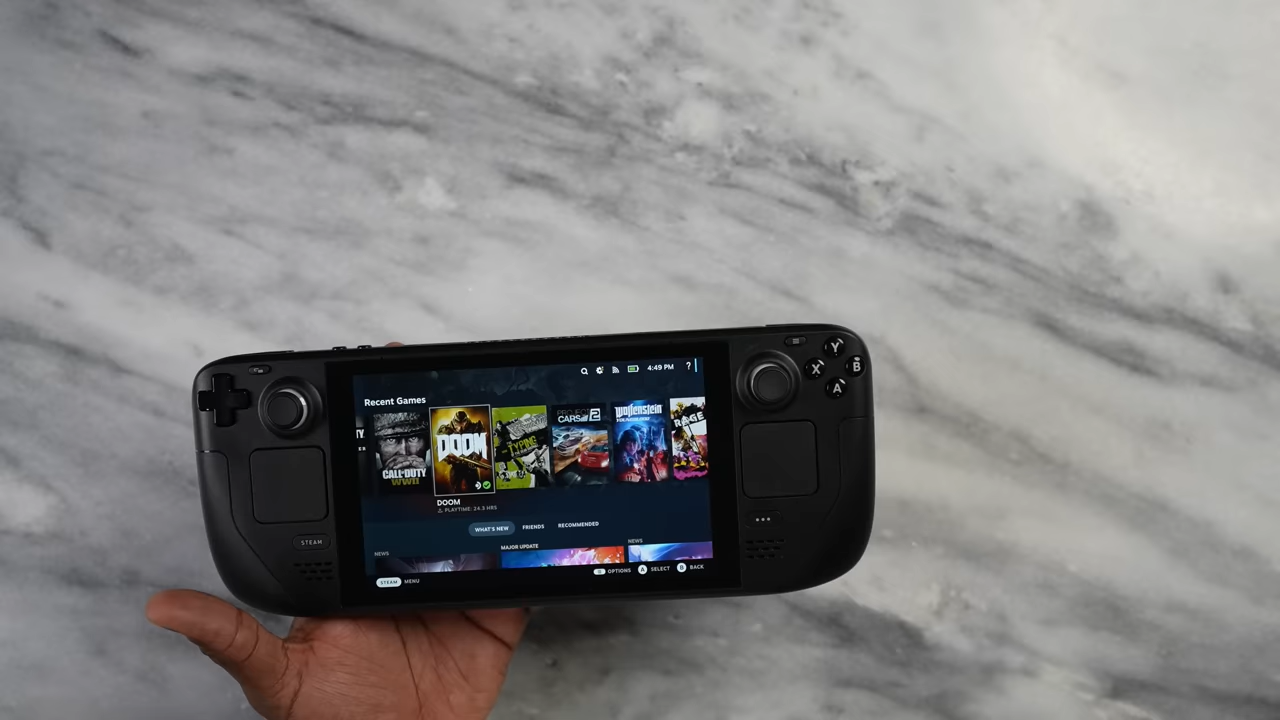 4:49 PM ?
Recent Games
CALL OF DUTY
WWII
DOOM
TYPING
PROJECT
CARS 2
Wolfenstein
RAGE
DOOM
PLAYTIME: 24.3 HRS
WHAT'S NEW FRIENDS RECOMMENDED
NEWS MAJOR UPDATE NEWS
STEAM MENU OPTIONS A SELECT B BACK
STEAM
Y
X B
A